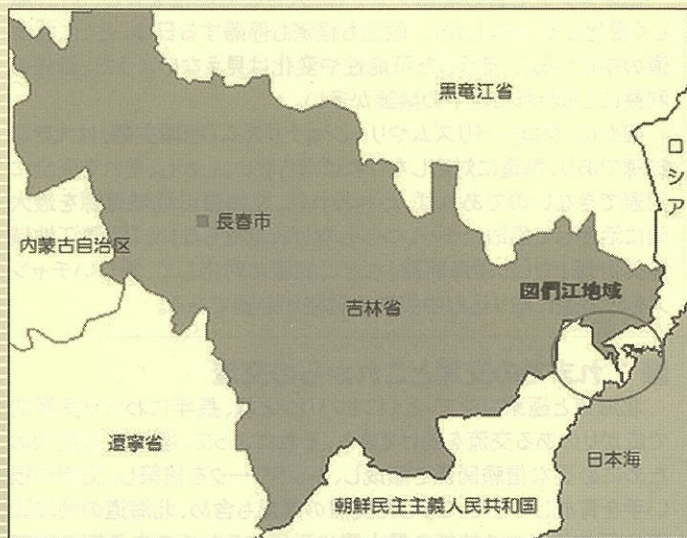 黒竜江省
ロシア
長春市
内蒙古自治区
図們江地域
吉林省
遼寧省
日本海
朝鮮民主主義人民共和国